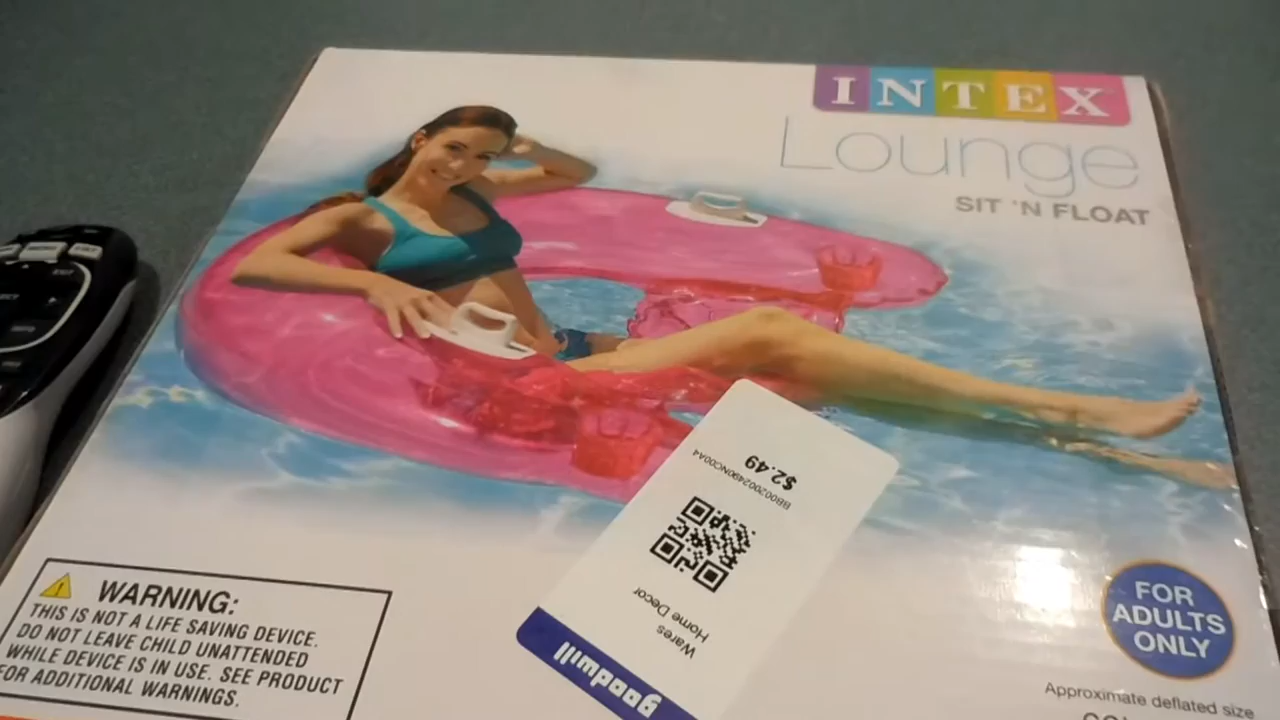 INTEX
Lounge
SIT 'N FLOAT
$2.49
BB00200249ONC00A4
Home Decor
Wares
goodwill
WARNING:
THIS IS NOT A LIFE SAVING DEVICE.
DO NOT LEAVE CHILD UNATTENDED
WHILE DEVICE IS IN USE. SEE PRODUCT
FOR ADDITIONAL WARNINGS.
FOR
ADULTS
ONLY
Approximate deflated size
EXIT